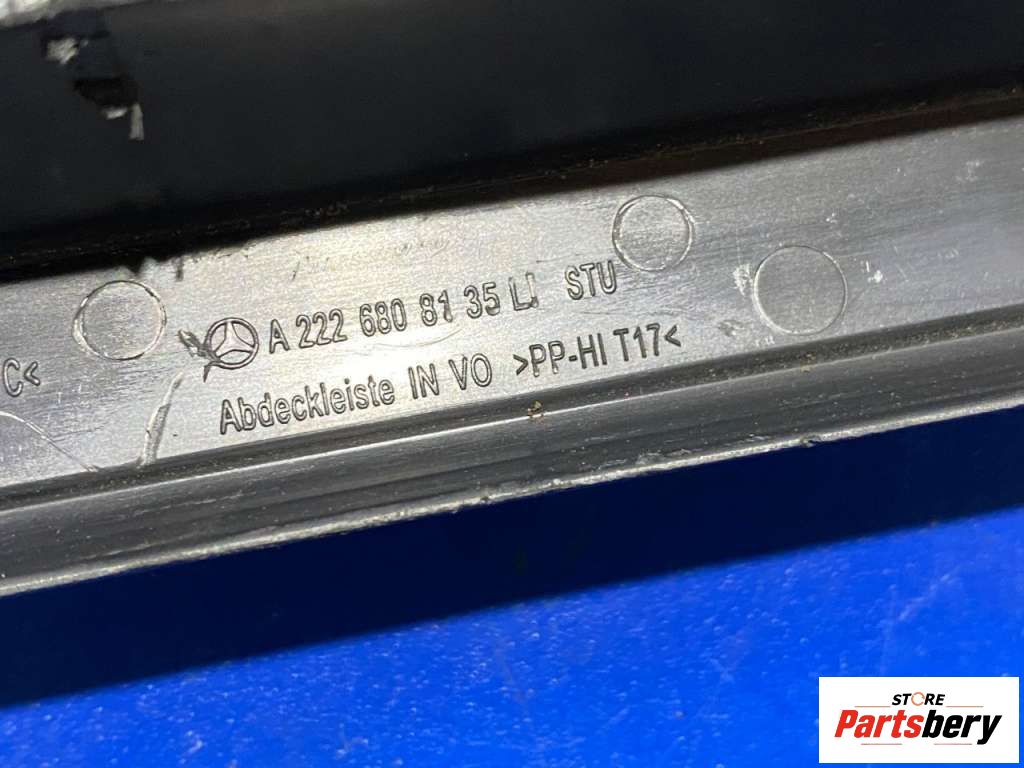 A 222 680 81 35 LI STU
C<
Abdeckleiste IN VO >PP-HI T17<
STORE
Partsbery